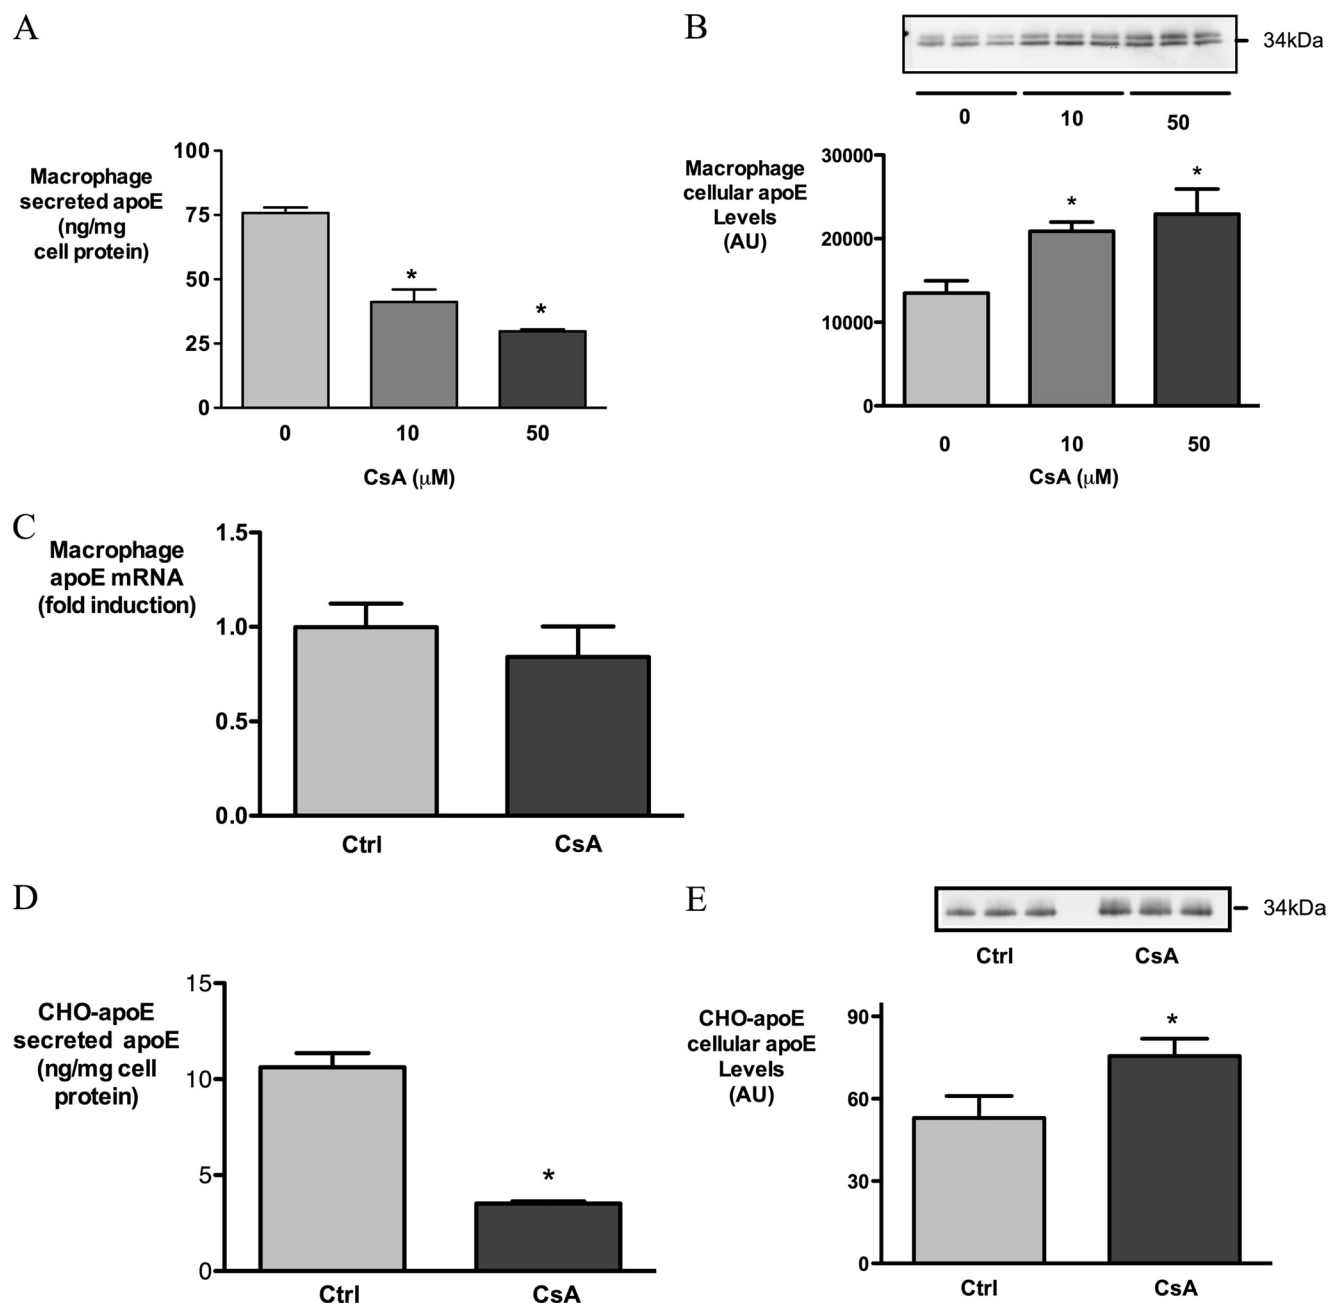 A
Macrophage
secreted apoE
(ng/mg
cell protein)
100
75
50
25
0
*
*
0 10 50
CsA (μM)
B
34kDa
0 10 50
Macrophage
cellular apoE
Levels
(AU)
30000
20000
10000
0
*
*
0 10 50
CsA (μM)
C
Macrophage
apoE mRNA
(fold induction)
1.5
1.0
0.5
0.0
Ctrl CsA
D
CHO-apoE
secreted apoE
(ng/mg cell
protein)
15
10
5
0
*
Ctrl CsA
E
34kDa
Ctrl CsA
CHO-apoE
cellular apoE
Levels
(AU)
90
60
30
0
*
Ctrl CsA